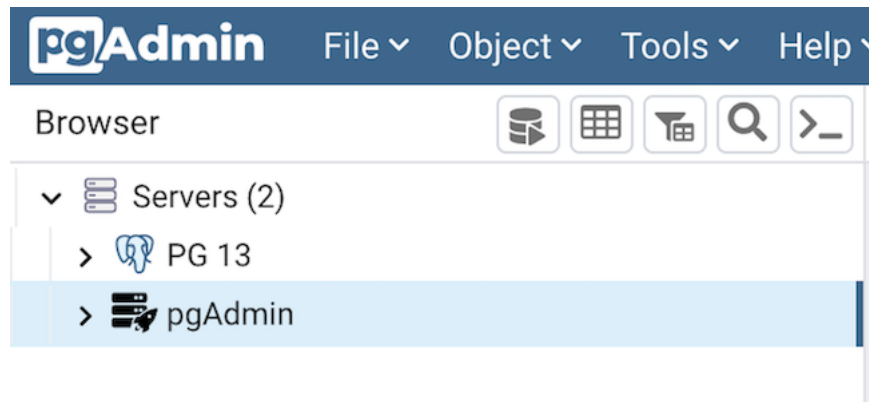 pgAdmin File Object Tools Help
Browser
Servers (2)
PG 13
pgAdmin